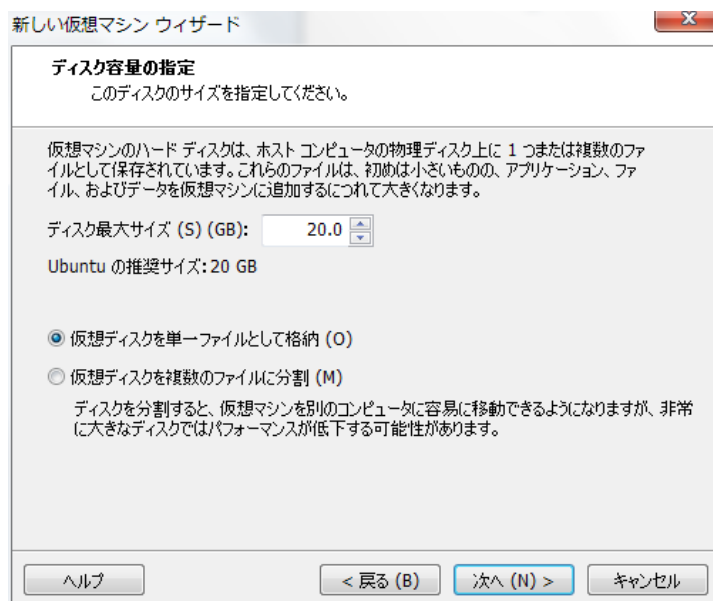 新しい仮想マシン ウィザード
ディスク容量の指定
このディスクのサイズを指定してください。
仮想マシンのハード ディスクは、ホスト コンピュータの物理ディスク上に 1 つまたは複数のファ
イルとして保存されています。これらのファイルは、初めは小さいものの、アプリケーション、ファ
イル、およびデータを仮想マシンに追加するにつれて大きくなります。
ディスク最大サイズ (S) (GB): 20.0
Ubuntu の推奨サイズ: 20 GB
仮想ディスクを単一ファイルとして格納 (O)
仮想ディスクを複数のファイルに分割 (M)
ディスクを分割すると、仮想マシンを別のコンピュータに容易に移動できるようになりますが、非常
に大きなディスクではパフォーマンスが低下する可能性があります。
ヘルプ < 戻る (B) 次へ (N) > キャンセル